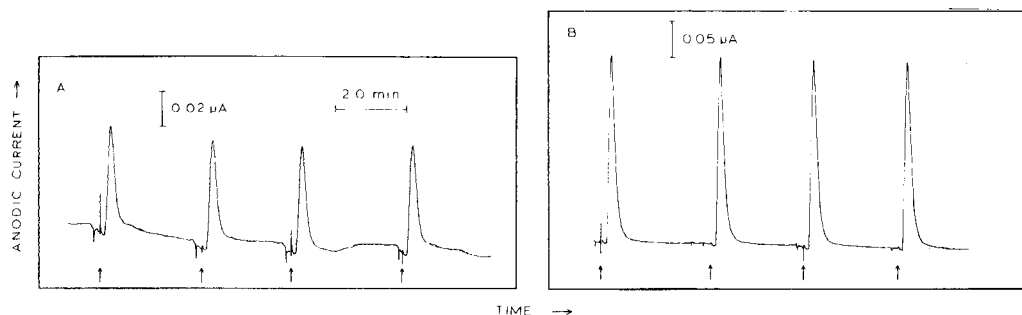 A
0.02 µA
2.0 min
B
0.05 µA
ANODIC CURRENT →
TIME →